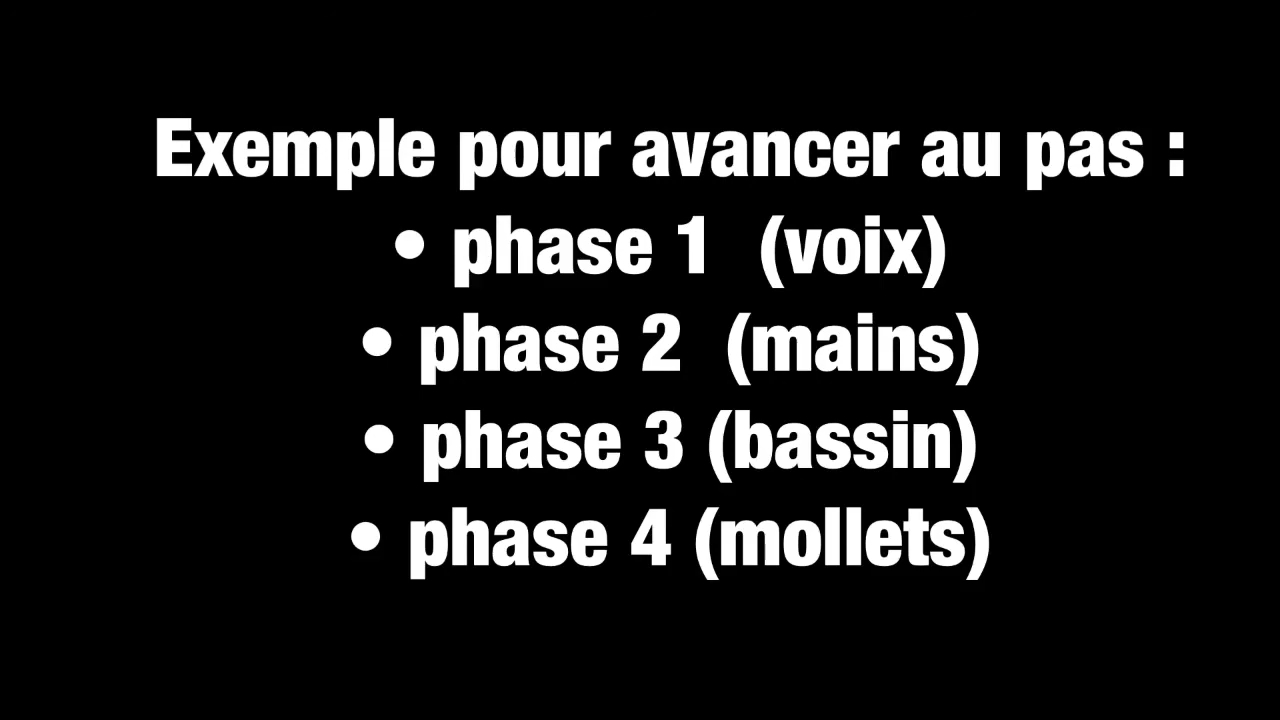 Exemple pour avancer au pas :
• phase 1  (voix)
• phase 2  (mains)
• phase 3 (bassin)
• phase 4 (mollets)